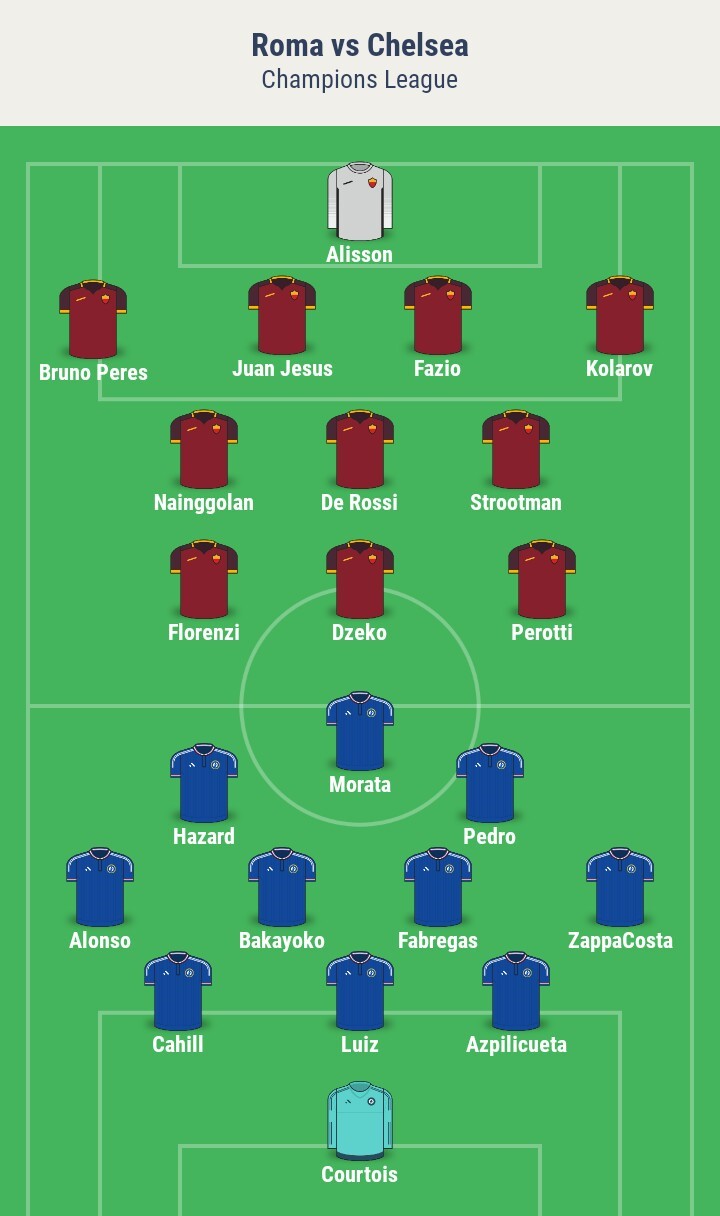 Roma vs Chelsea
Champions League
Alisson
Bruno Peres
Juan Jesus
Fazio
Kolarov
Nainggolan
De Rossi
Strootman
Florenzi
Dzeko
Perotti
Morata
Hazard
Pedro
Alonso
Bakayoko
Fabregas
ZappaCosta
Cahill
Luiz
Azpilicueta
Courtois